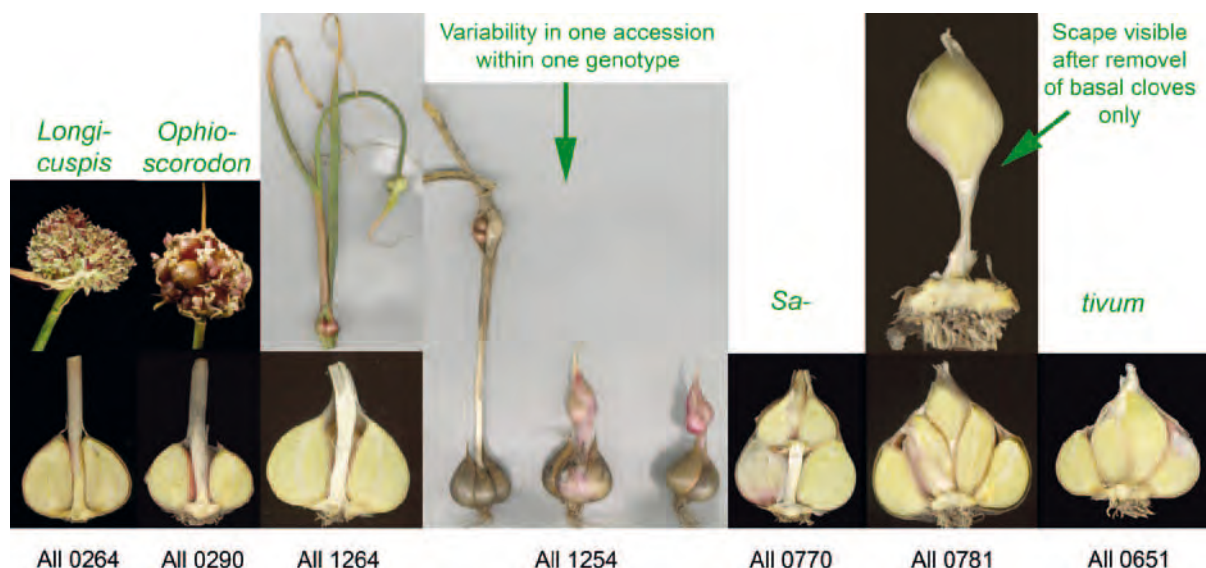 Variability in one accession
within one genotype
Scape visible
after removel
of basal cloves
only
Longi-
cuspis
Ophio-
scorodon
Sa-
tivum
All 0264
All 0290
All 1264
All 1254
All 0770
All 0781
All 0651